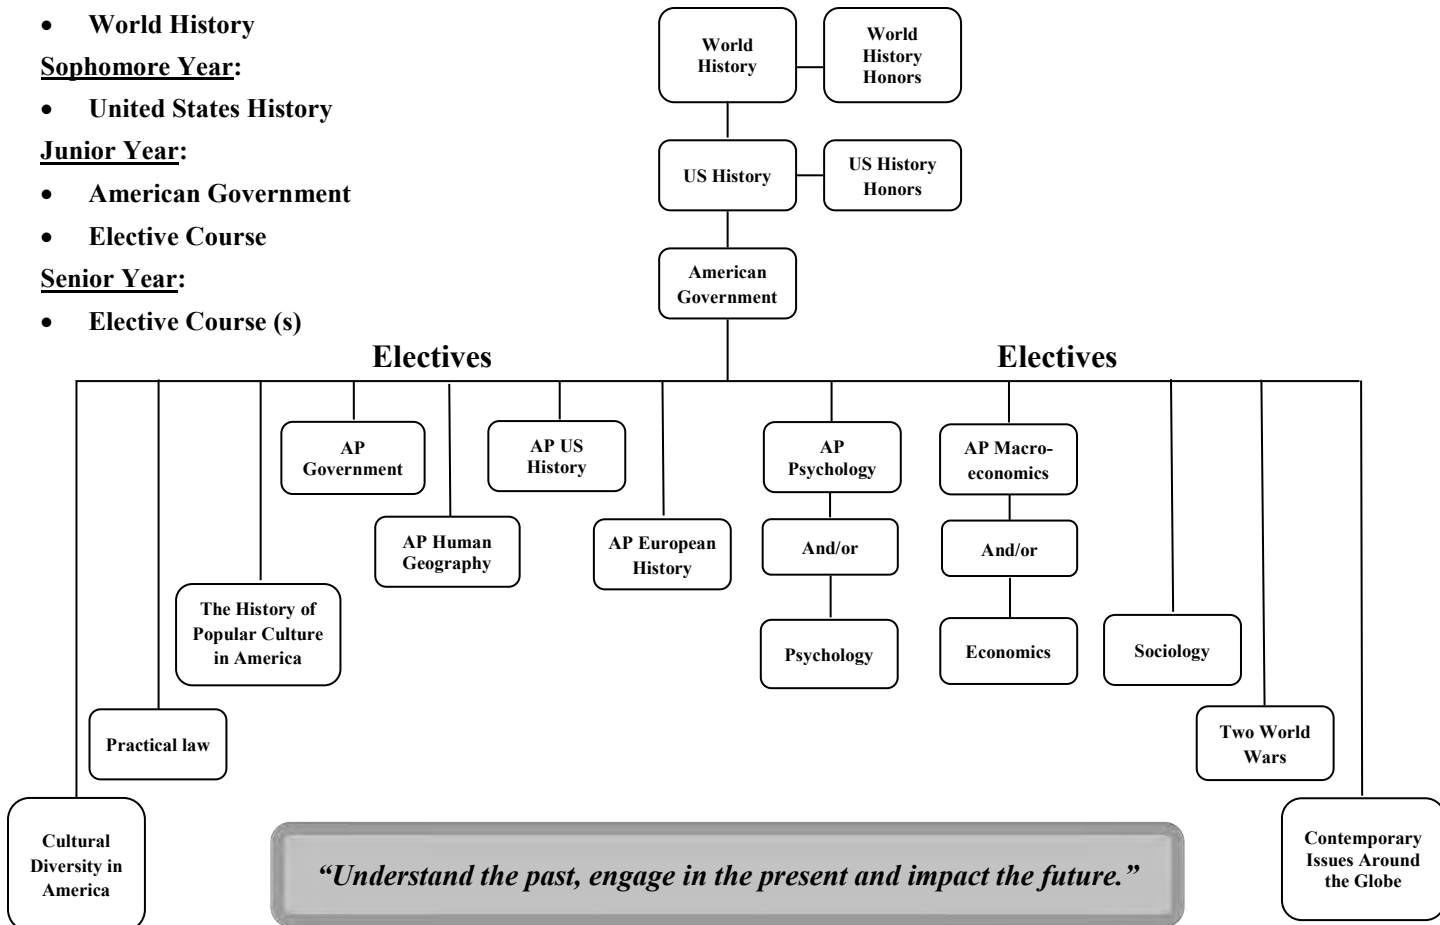 • World History
Sophomore Year:
• United States History
Junior Year:
• American Government
• Elective Course
Senior Year:
• Elective Course (s)
World
History
World
History
Honors
US History
US History
Honors
American
Government
Electives
Electives
AP
Government
AP US
History
AP
Psychology
AP Macro-
economics
AP Human
Geography
AP European
History
And/or
And/or
The History of
Popular Culture
in America
Psychology
Economics
Sociology
Practical law
Two World
Wars
Cultural
Diversity in
America
“Understand the past, engage in the present and impact the future.”
Contemporary
Issues Around
the Globe